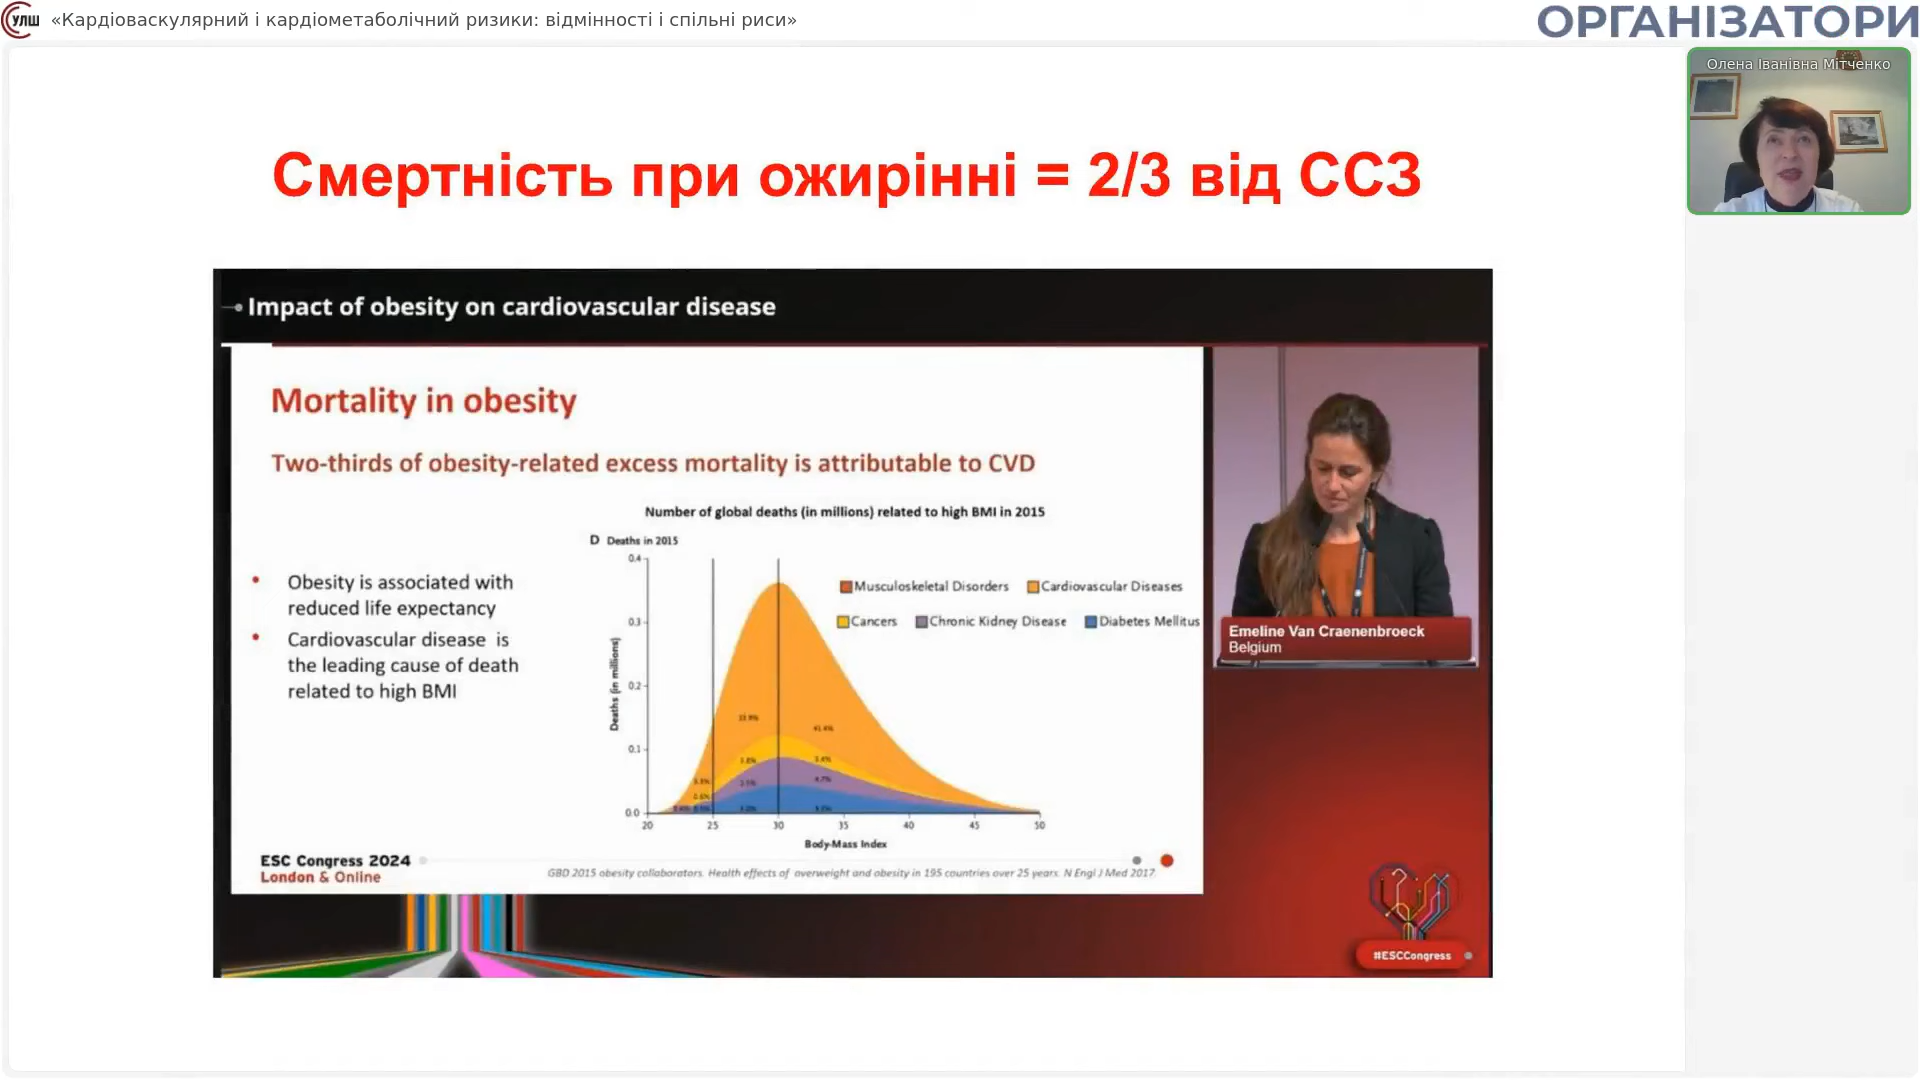 УЛШ «Кардіоваскулярний і кардіометаболічний ризики: відмінності і спільні риси»
ОРГАНІЗАТОРИ
Олена Іванівна Мітченко
Смертність при ожирінні = 2/3 від ССЗ
Impact of obesity on cardiovascular disease
Mortality in obesity
Two-thirds of obesity-related excess mortality is attributable to CVD
Number of global deaths (in millions) related to high BMI in 2015
D Deaths in 2015
• Obesity is associated with
reduced life expectancy
• Cardiovascular disease is
the leading cause of death
related to high BMI
Musculoskeletal Disorders Cardiovascular Diseases
Cancers Chronic Kidney Disease Diabetes Mellitus
Deaths (in millions)
0.4
0.3
0.2
0.1
0.0
20 25 30 35 40 45 50
Body-Mass Index
Emeline Van Craenenbroeck
Belgium
ESC Congress 2024
London & Online
GBD 2015 obesity collaborators. Health effects of overweight and obesity in 195 countries over 25 years. N Engl J Med 2017.
#ESCCongress